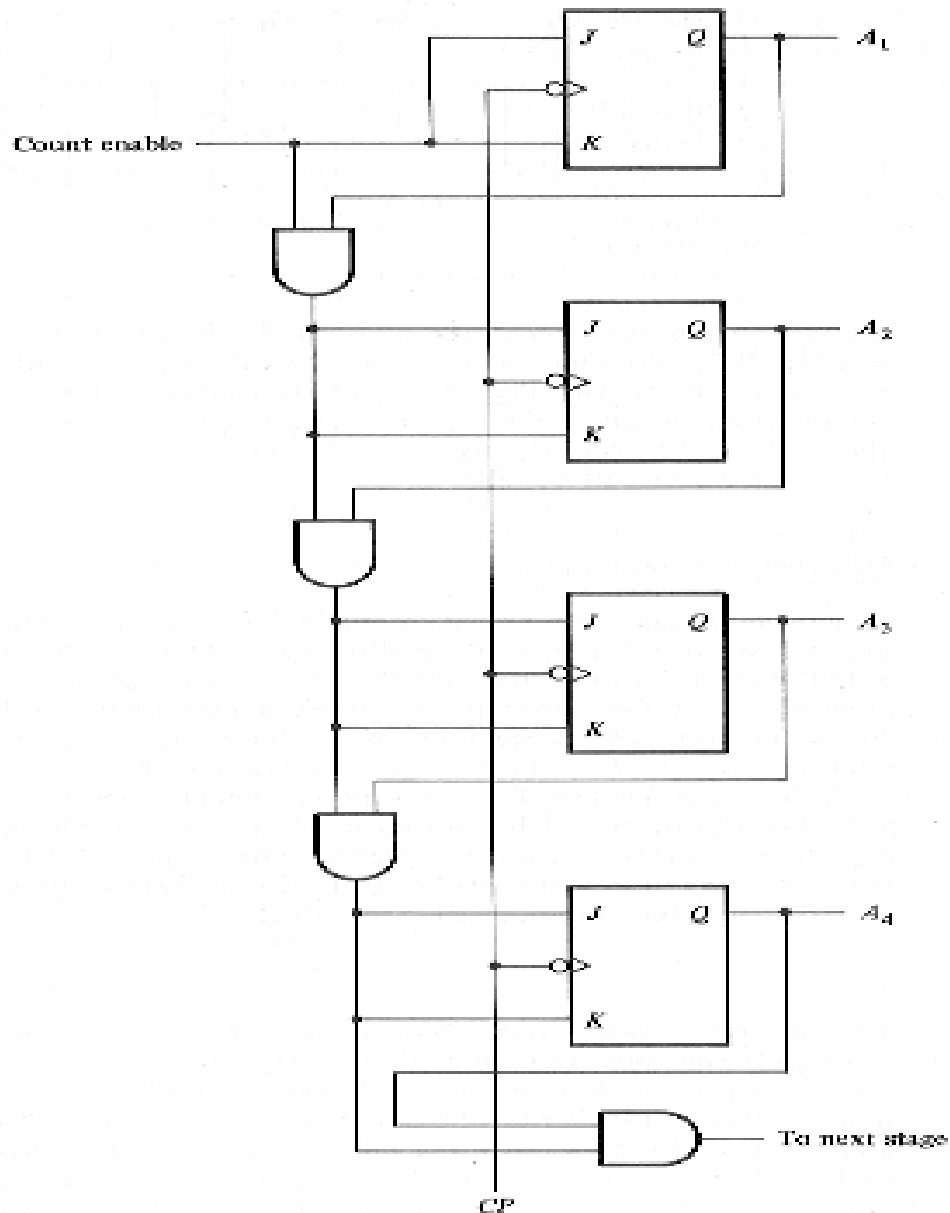 J Q A₁
Count enable K
J Q A₂
K
J Q A₃
K
J Q A₄
K
To next stage
CP